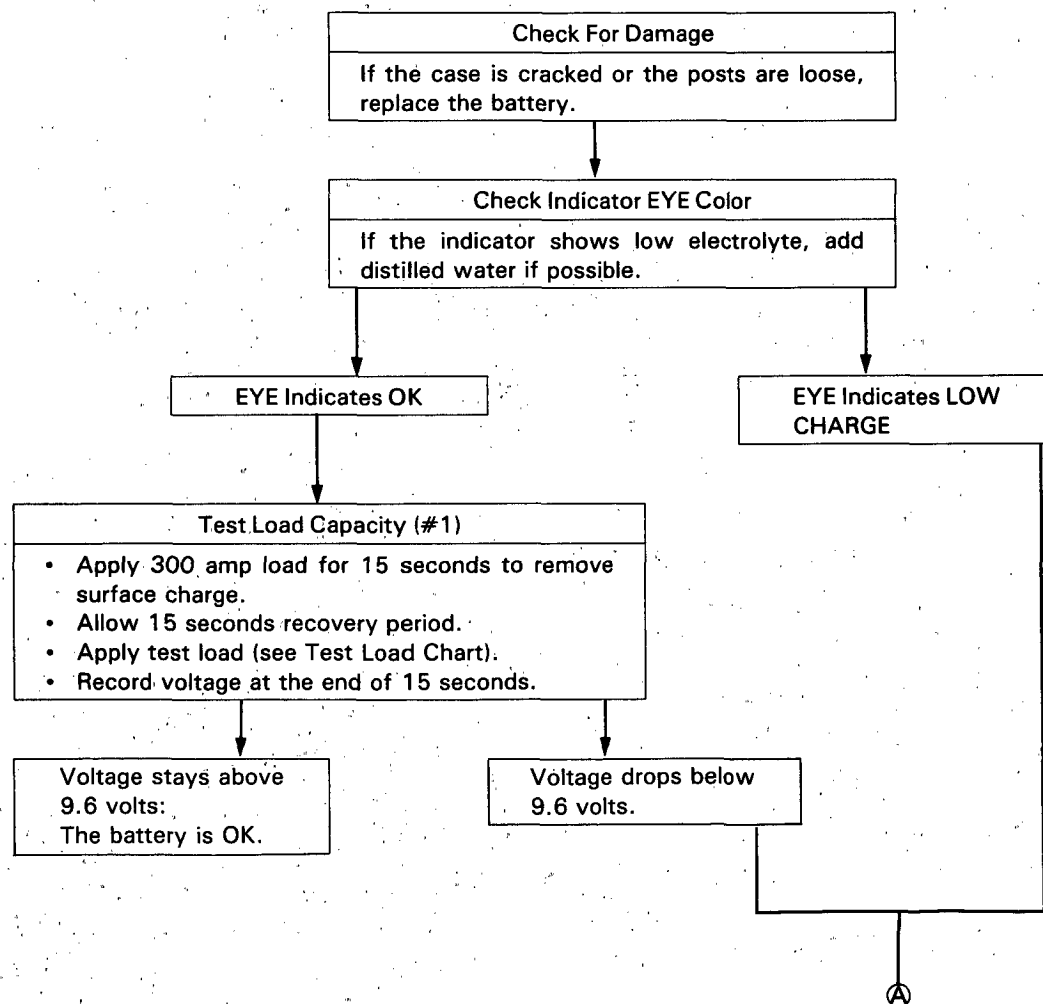 Check For Damage
If the case is cracked or the posts are loose,
replace the battery.
Check Indicator EYE Color
If the indicator shows low electrolyte, add
distilled water if possible.
EYE Indicates OK
EYE Indicates LOW
CHARGE
Test Load Capacity (#1)
• Apply 300 amp load for 15 seconds to remove
surface charge.
• Allow 15 seconds recovery period.
• Apply test load (see Test Load Chart).
• Record voltage at the end of 15 seconds.
Voltage stays above
9.6 volts:
The battery is OK.
Voltage drops below
9.6 volts.
A